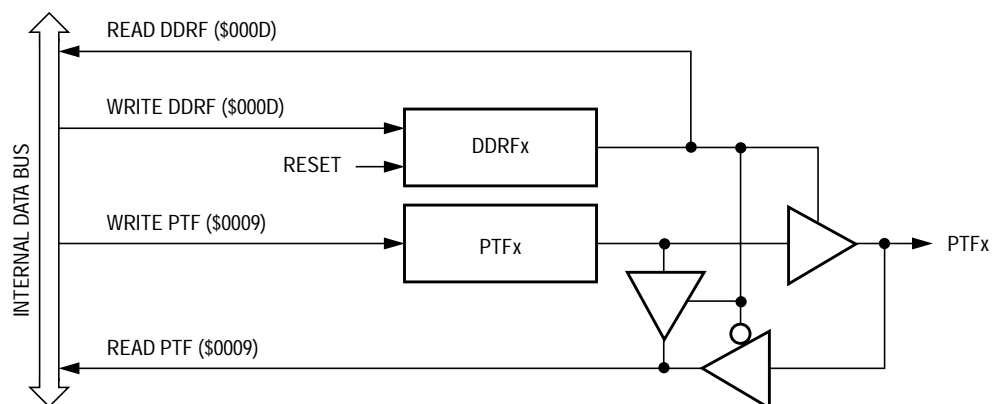 READ DDRF ($000D)
WRITE DDRF ($000D)
DDRFx
RESET
WRITE PTF ($0009)
PTFx
PTFx
READ PTF ($0009)
INTERNAL DATA BUS